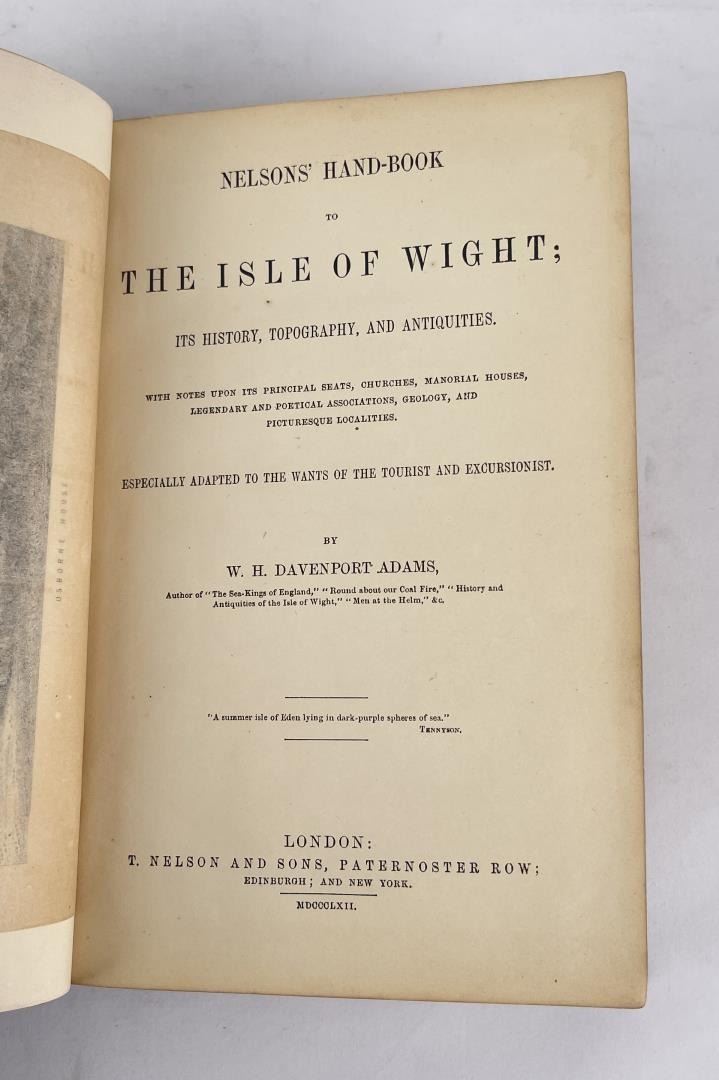 NELSONS' HAND-BOOK
TO
THE ISLE OF WIGHT;
ITS HISTORY, TOPOGRAPHY, AND ANTIQUITIES.
WITH NOTES UPON ITS PRINCIPAL SEATS, CHURCHES, MANORIAL HOUSES,
LEGENDARY AND POETICAL ASSOCIATIONS, GEOLOGY, AND
PICTURESQUE LOCALITIES.
ESPECIALLY ADAPTED TO THE WANTS OF THE TOURIST AND EXCURSIONIST.
BY
W. H. DAVENPORT ADAMS,
Author of "The Sea-Kings of England," "Round about our Coal Fire," "History and
Antiquities of the Isle of Wight," "Men at the Helm," &c.
"A summer isle of Eden lying in dark-purple spheres of sea."
TENNYSON.
LONDON:
T. NELSON AND SONS, PATERNOSTER ROW;
EDINBURGH; AND NEW YORK.
MDCCCLXII.
OSBORNE HOUSE